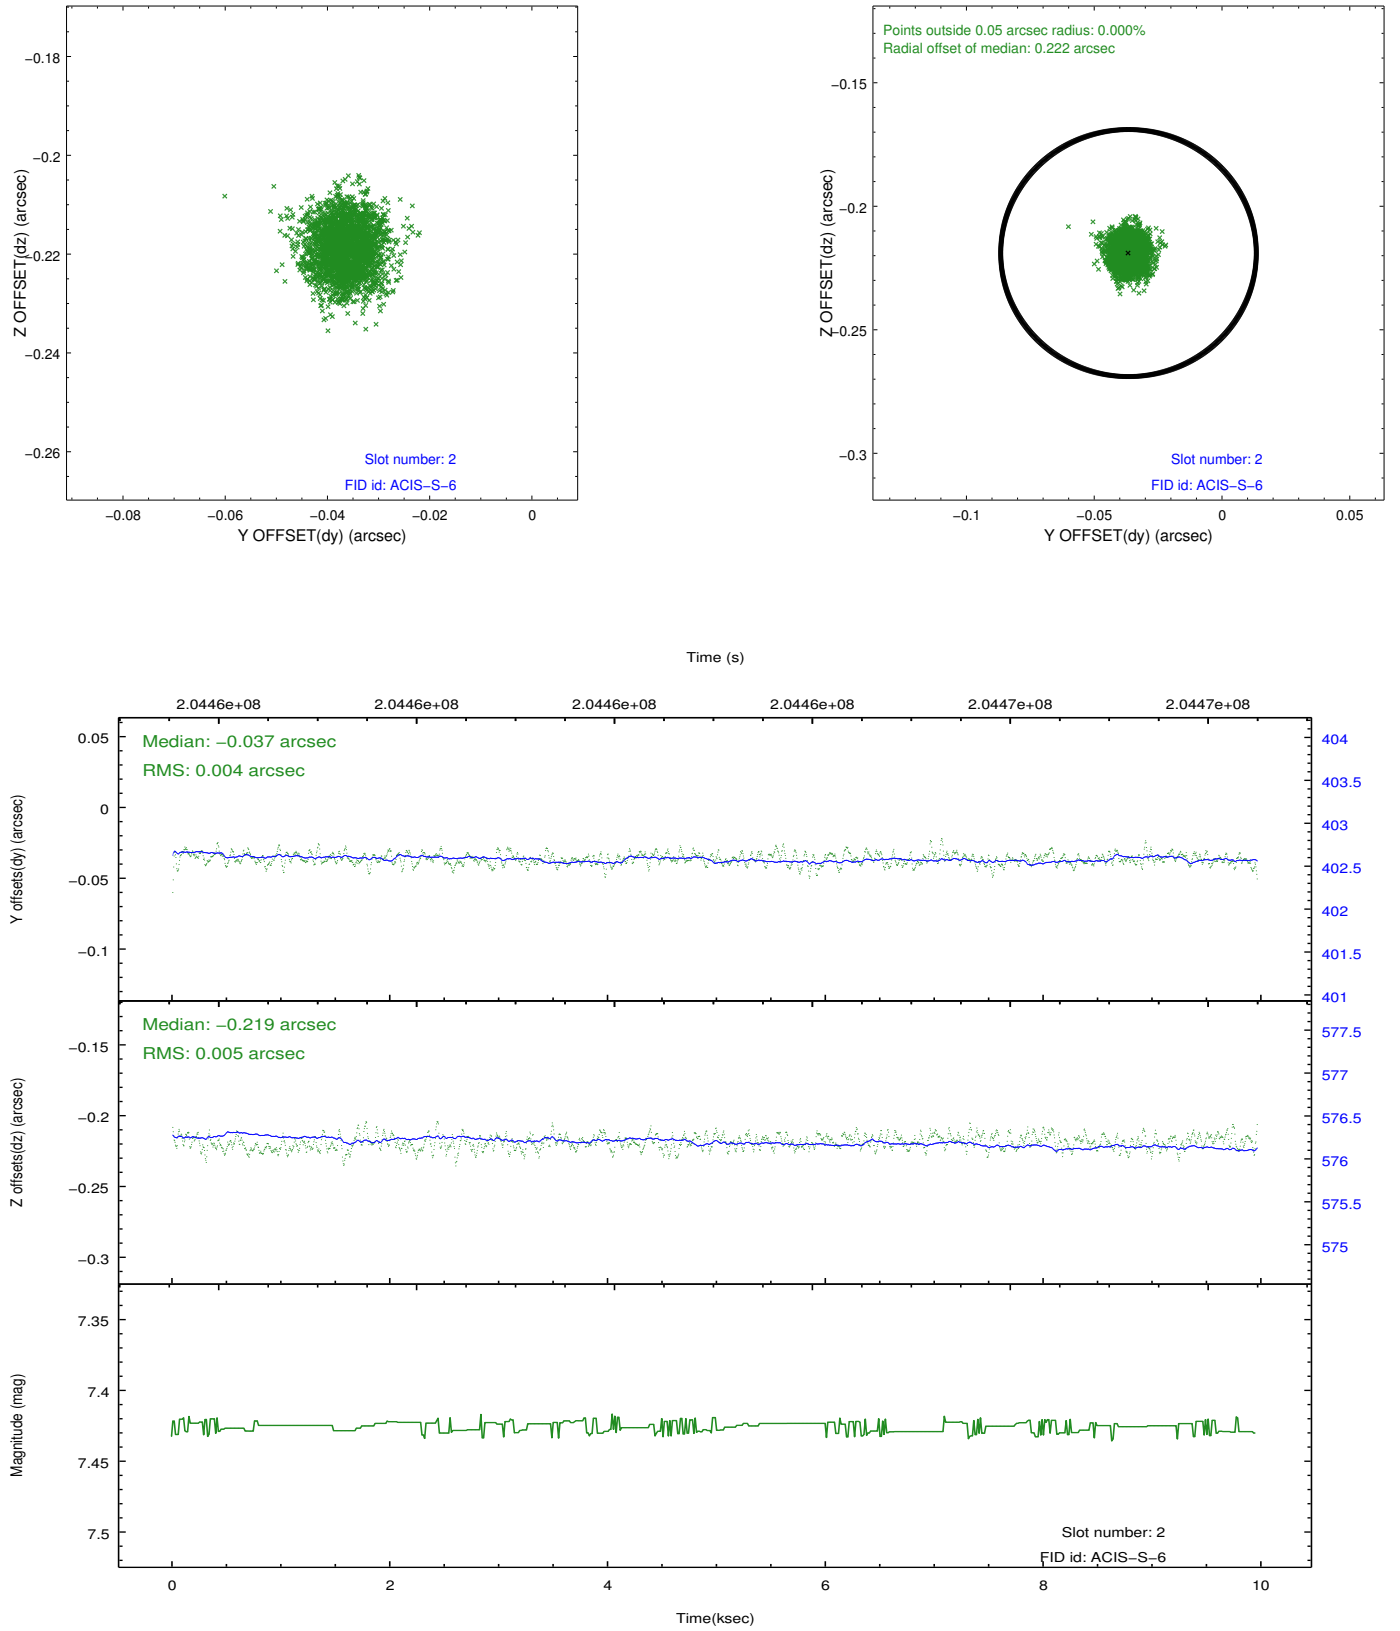 −0.18
−0.2
−0.22
−0.24
−0.26
Z OFFSET(dz) (arcsec)
Slot number: 2
FID id: ACIS−S−6
−0.08 −0.06 −0.04 −0.02 0
Y OFFSET(dy) (arcsec)
Points outside 0.05 arcsec radius: 0.000%
Radial offset of median: 0.222 arcsec
−0.15
−0.2
−0.25
−0.3
Z OFFSET(dz) (arcsec)
Slot number: 2
FID id: ACIS−S−6
−0.1 −0.05 0 0.05
Y OFFSET(dy) (arcsec)
Time (s)
2.0446e+08 2.0446e+08 2.0446e+08 2.0446e+08 2.0447e+08 2.0447e+08
Median: −0.037 arcsec
RMS: 0.004 arcsec
0.05
0
−0.05
−0.1
Y offsets(dy) (arcsec)
404
403.5
403
402.5
402
401.5
401
Median: −0.219 arcsec
RMS: 0.005 arcsec
−0.15
−0.2
−0.25
−0.3
Z offsets(dz) (arcsec)
577.5
577
576.5
576
575.5
575
7.35
7.4
7.45
7.5
Magnitude (mag)
Slot number: 2
FID id: ACIS−S−6
0 2 4 6 8 10
Time(ksec)